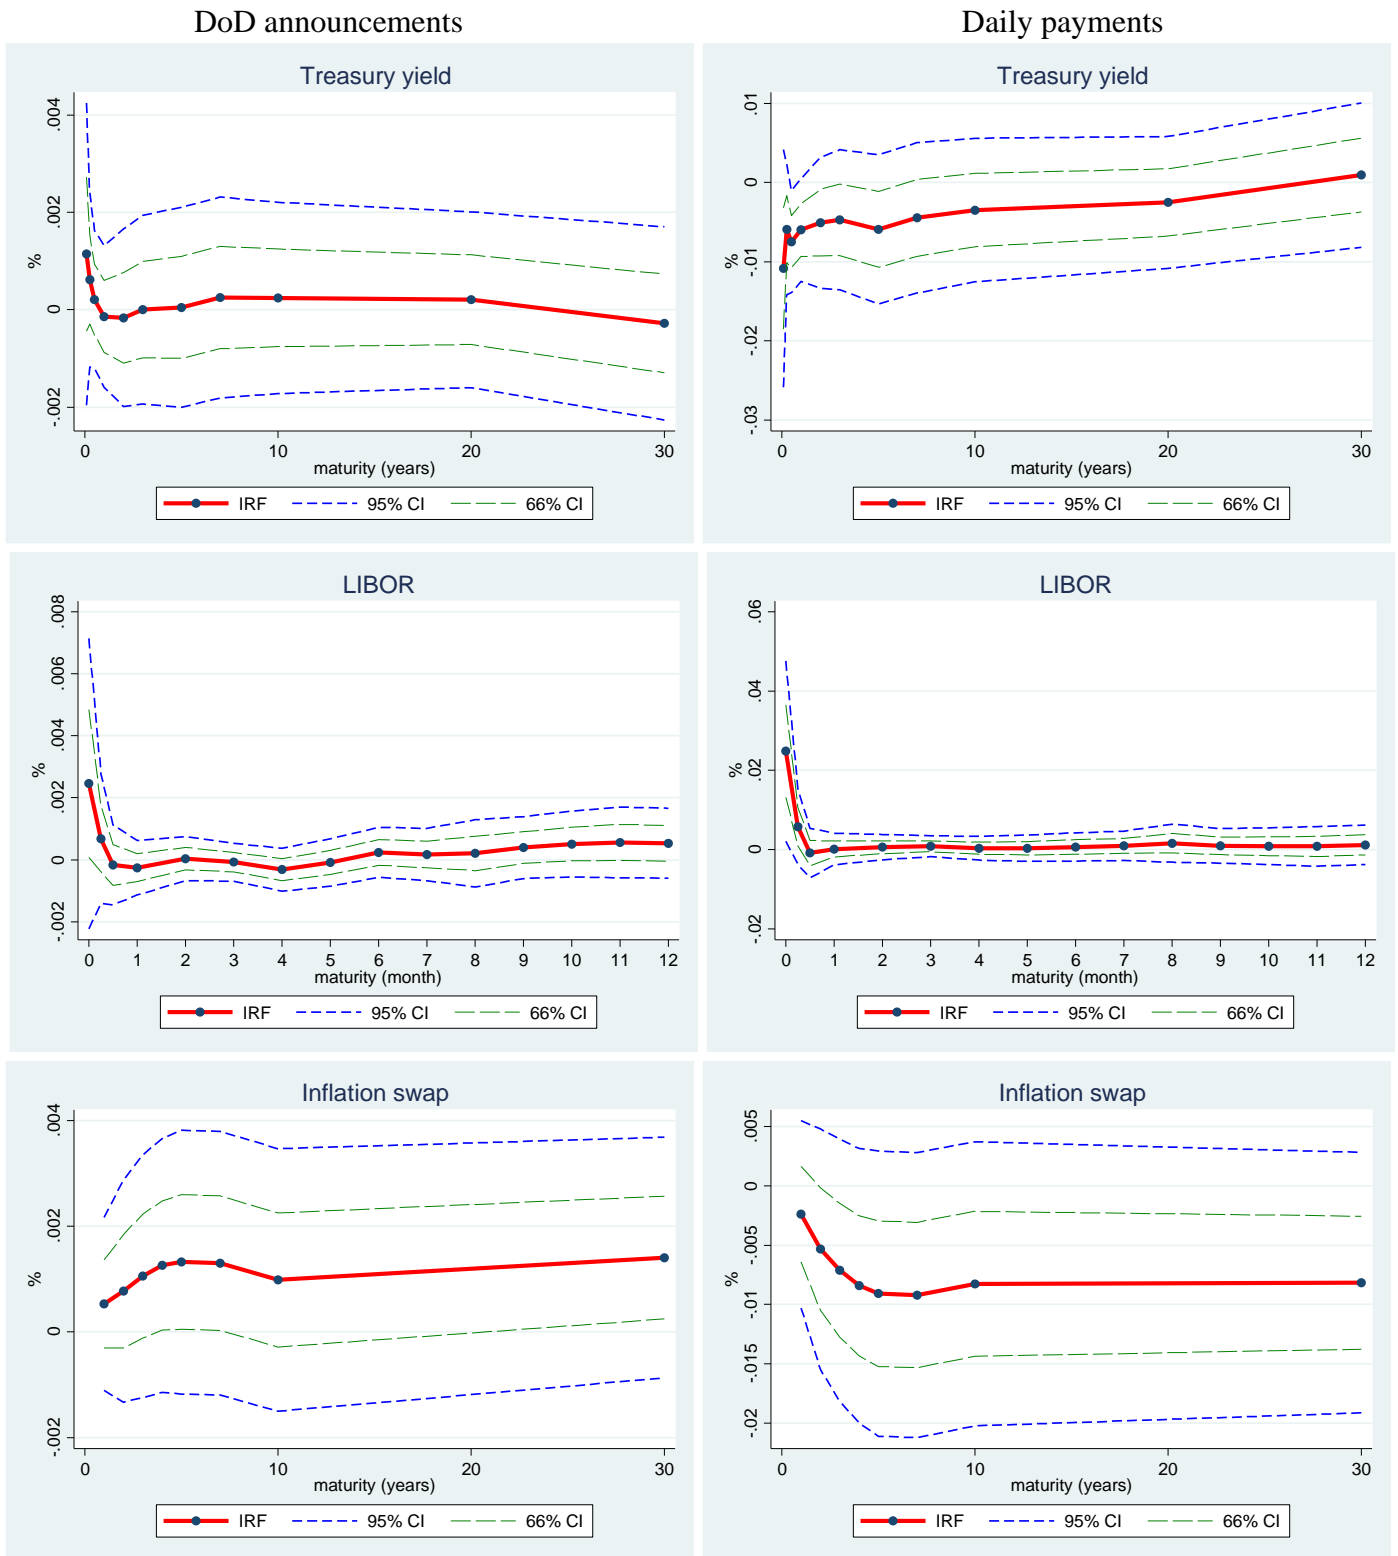 DoD announcements
Daily payments
Treasury yield
.004
.002
0
-.002
%
0 10 20 30
maturity (years)
IRF 95% CI 66% CI
Treasury yield
.01
0
-.01
-.02
-.03
0 10 20 30
maturity (years)
IRF 95% CI 66% CI
LIBOR
.008
.006
.004
.002
0
-.002
%
0 1 2 3 4 5 6 7 8 9 10 11 12
maturity (month)
IRF 95% CI 66% CI
LIBOR
.06
.04
.02
0
-.02
%
0 1 2 3 4 5 6 7 8 9 10 11 12
maturity (month)
IRF 95% CI 66% CI
Inflation swap
.004
.002
0
-.002
%
0 10 20 30
maturity (years)
IRF 95% CI 66% CI
Inflation swap
.005
0
-.005
-.01
-.015
-.02
%
0 10 20 30
maturity (years)
IRF 95% CI 66% CI